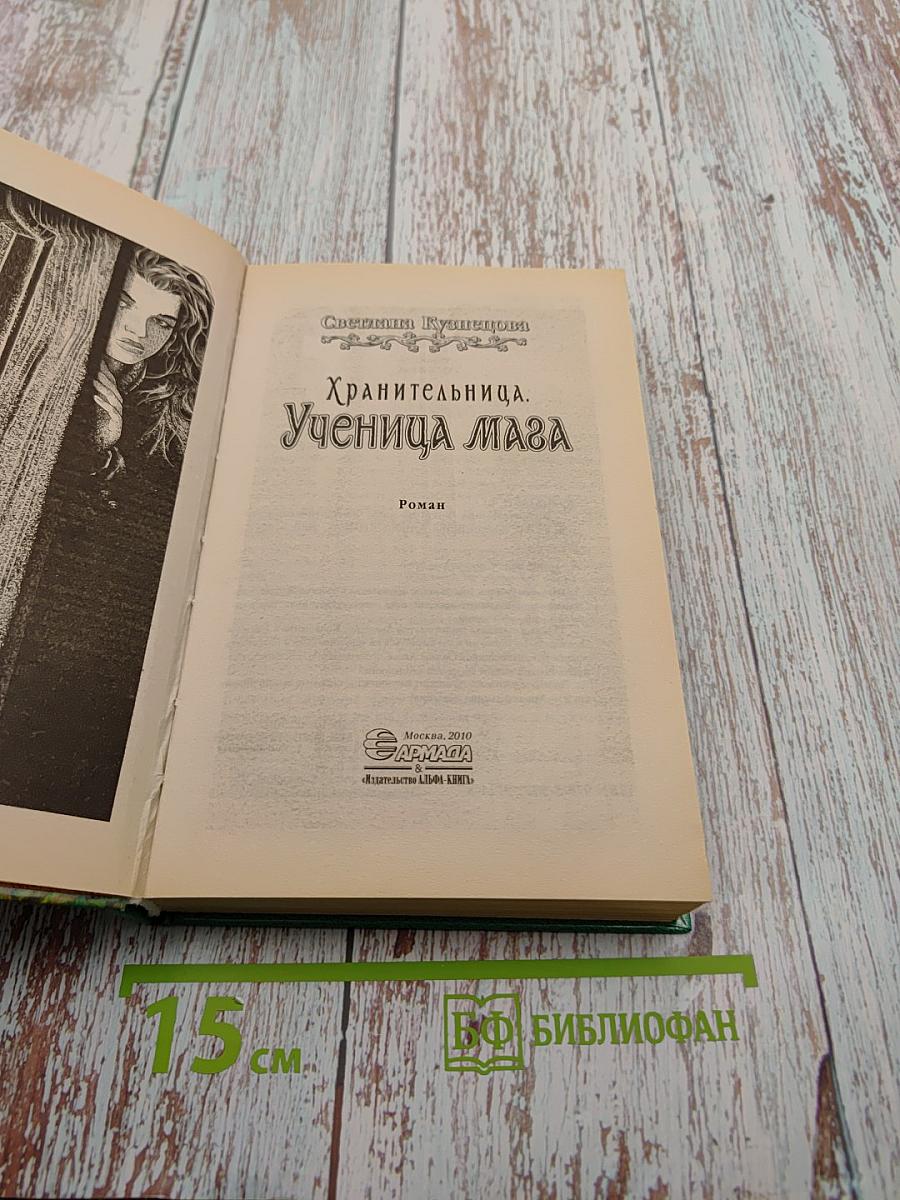 Светлана Кузнецова
Хранительница.
Ученица мага
Роман
Москва, 2010
АРМАДА
&
«Издательство АЛЬФА-КНИГА»
15 см
БФ БИБЛИОФАН